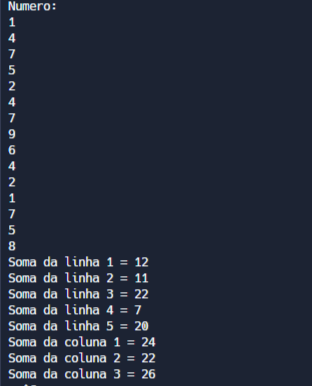 Numero:
1
4
7
5
2
4
7
9
6
4
2
1
7
5
8
Soma da linha 1 = 12
Soma da linha 2 = 11
Soma da linha 3 = 22
Soma da linha 4 = 7
Soma da linha 5 = 20
Soma da coluna 1 = 24
Soma da coluna 2 = 22
Soma da coluna 3 = 26